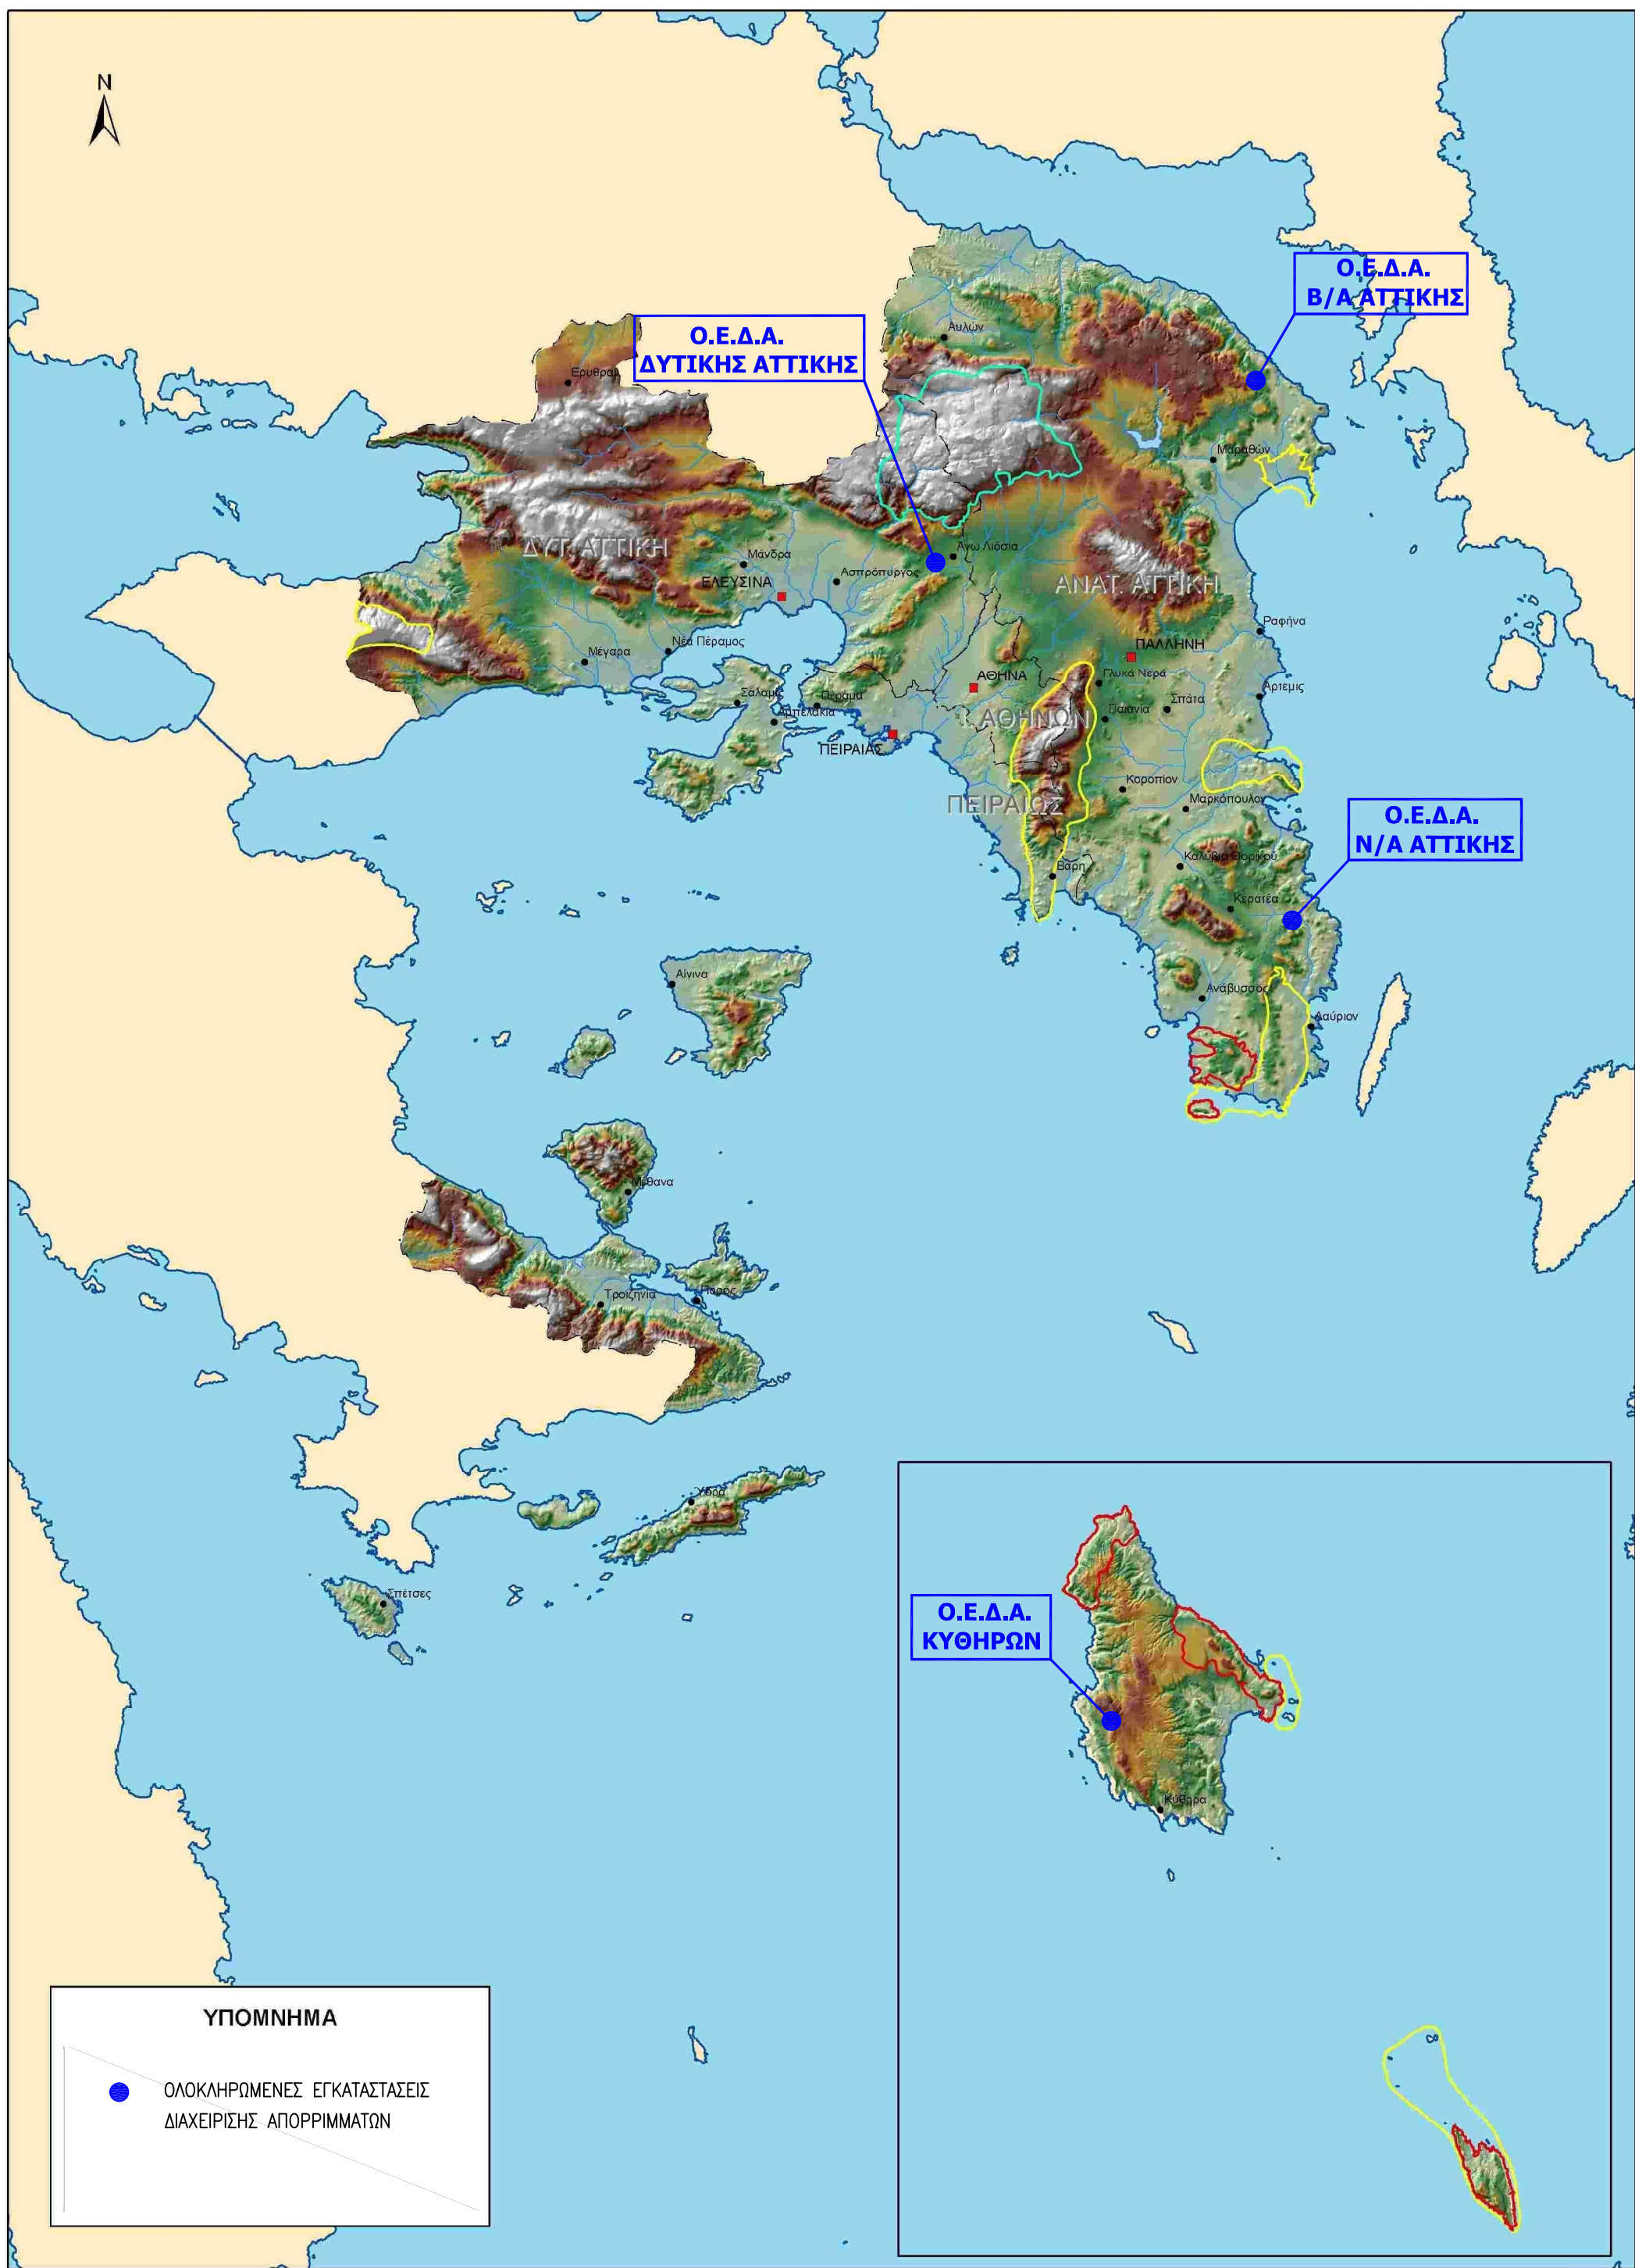 N
Ο.Ε.Δ.Α.
Β/Α ΑΤΤΙΚΗΣ
Ο.Ε.Δ.Α.
ΔΥΤΙΚΗΣ ΑΤΤΙΚΗΣ
Αυλών
Ερυθραί
Μαραθών
ΔΥΤ. ΑΤΤΙΚΗ
Μάνδρα
Άνω Λιόσια
Ασπρόπυργος
ΕΛΕΥΣΙΝΑ
ΑΝΑΤ. ΑΤΤΙΚΗ
Ραφήνα
Νέα Πέραμος
Μέγαρα
ΠΑΛΛΗΝΗ
ΑΘΗΝΑ
Γλυκά Νερά
Άρτεμις
Σαλαμίς
Πέραμα
Σπάτα
Αμπελάκια
ΑΘΗΝΩΝ
Παιανία
ΠΕΙΡΑΙΑΣ
Κορωπίον
ΠΕΙΡΑΙΩΣ
Μαρκόπουλον
Ο.Ε.Δ.Α.
Ν/Α ΑΤΤΙΚΗΣ
Καλύβια Θορικού
Βάρη
Κερατέα
Αίγινα
Ανάβυσσος
Λαύριον
Μέθανα
Τροιζηνία
Πόρος
Ύδρα
Σπέτσες
Ο.Ε.Δ.Α.
ΚΥΘΗΡΩΝ
Κύθηρα
ΥΠΟΜΝΗΜΑ
ΟΛΟΚΛΗΡΩΜΕΝΕΣ ΕΓΚΑΤΑΣΤΑΣΕΙΣ
ΔΙΑΧΕΙΡΙΣΗΣ ΑΠΟΡΡΙΜΜΑΤΩΝ